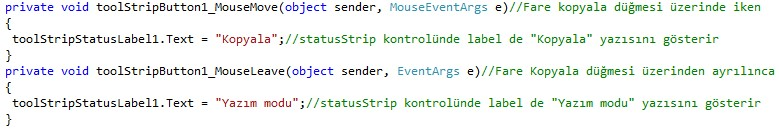 private void toolStripButton1_MouseMove(object sender, MouseEventArgs e)//Fare kopyala düğmesi üzerinde iken
{
toolStripStatusLabel1.Text = "Kopyala";//statusStrip kontrolünde label de "Kopyala" yazısını gösterir
}
private void toolStripButton1_MouseLeave(object sender, EventArgs e)//Fare Kopyala düğmesi üzerinden ayrılınca
{
toolStripStatusLabel1.Text = "Yazım modu";//statusStrip kontrolünde label de "Yazım modu" yazısını gösterir
}